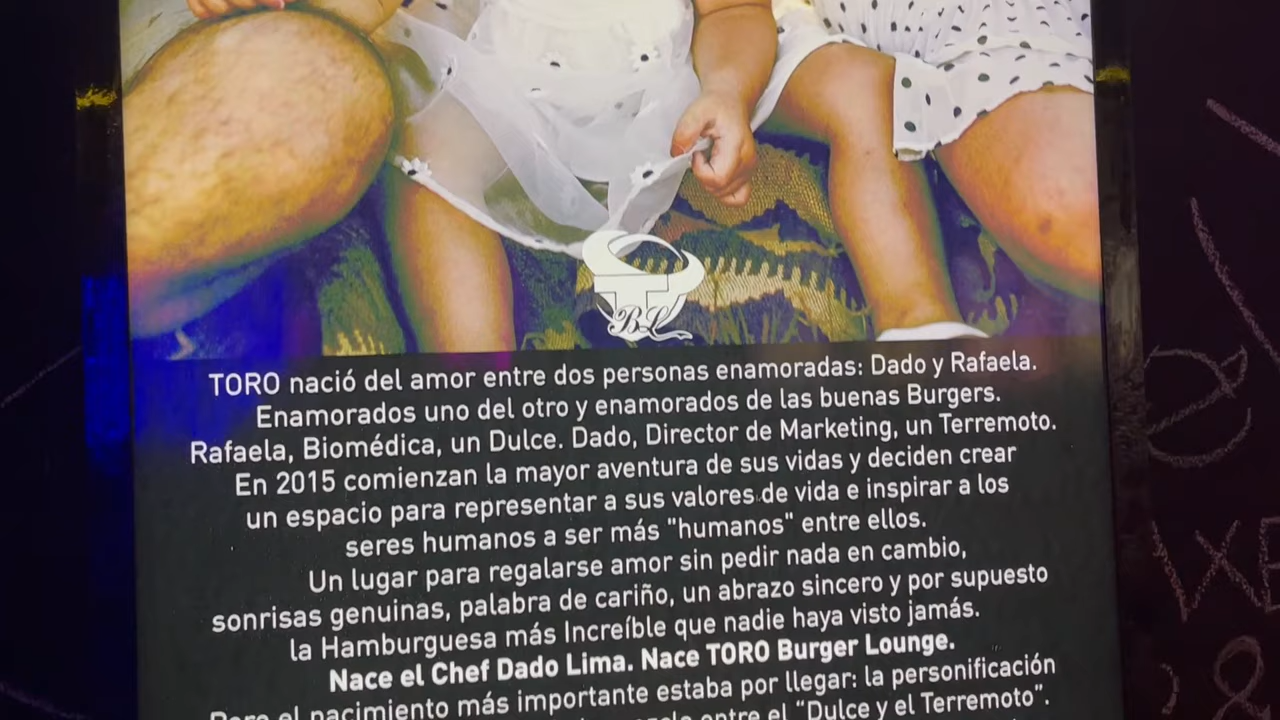 BL
TORO nació del amor entre dos personas enamoradas: Dado y Rafaela.
Enamorados uno del otro y enamorados de las buenas Burgers.
Rafaela, Biomédica, un Dulce. Dado, Director de Marketing, un Terremoto.
En 2015 comienzan la mayor aventura de sus vidas y deciden crear
un espacio para representar a sus valores de vida e inspirar a los
seres humanos a ser más "humanos" entre ellos.
Un lugar para regalarse amor sin pedir nada en cambio,
sonrisas genuinas, palabra de cariño, un abrazo sincero y por supuesto
la Hamburguesa más Increíble que nadie haya visto jamás.
Nace el Chef Dado Lima. Nace TORO Burger Lounge.
el nacimiento más importante estaba por llegar: la personificación
entre el "Dulce y el Terremoto".